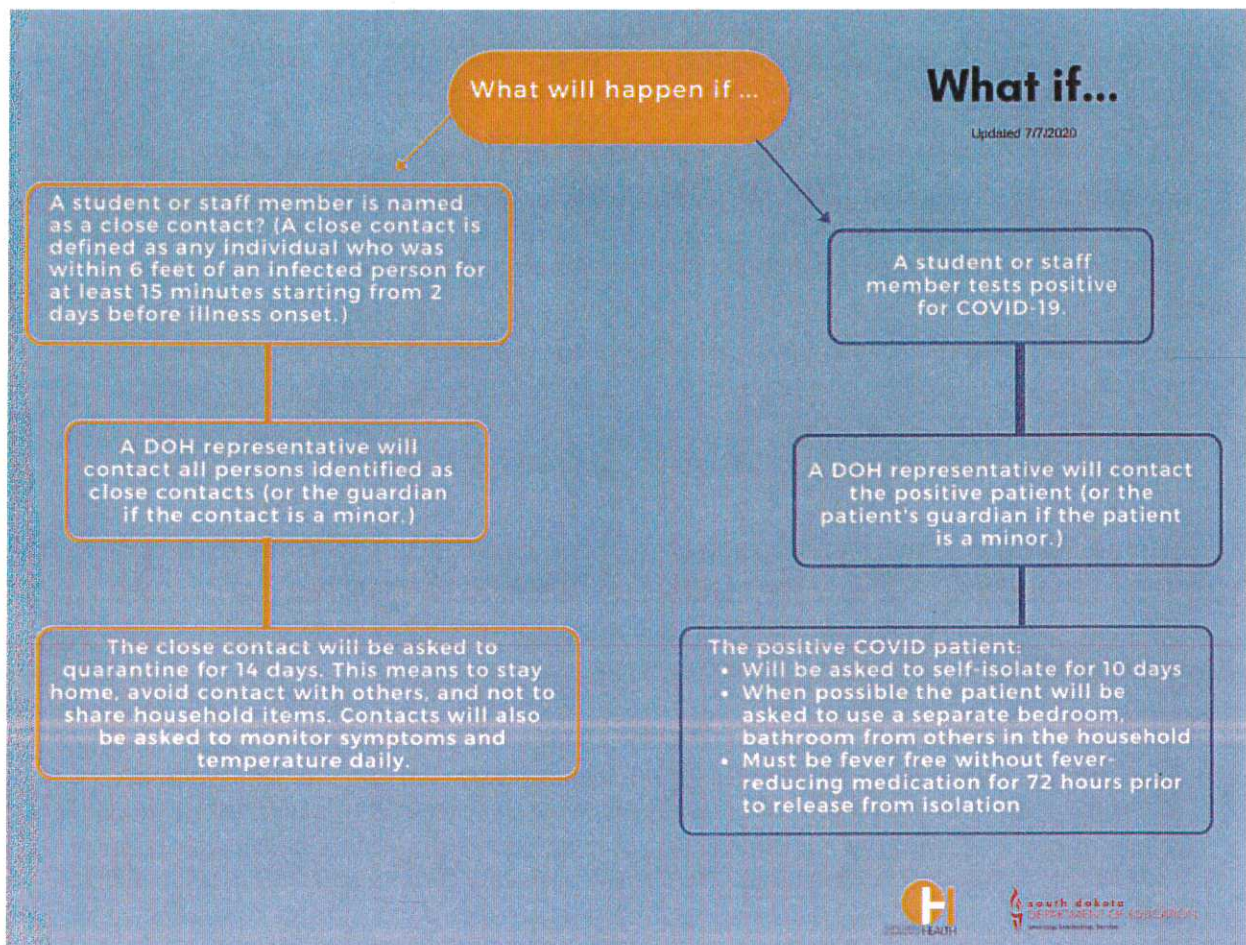 What will happen if ...
What if...
Updated 7/7/2020
A student or staff member is named
as a close contact? (A close contact is
defined as any individual who was
within 6 feet of an infected person for
at least 15 minutes starting from 2
days before illness onset.)
A DOH representative will
contact all persons identified as
close contacts (or the guardian
if the contact is a minor.)
The close contact will be asked to
quarantine for 14 days. This means to stay
home, avoid contact with others, and not to
share household items. Contacts will also
be asked to monitor symptoms and
temperature daily.
A student or staff
member tests positive
for COVID-19.
A DOH representative will contact
the positive patient (or the
patient's guardian if the patient
is a minor.)
The positive COVID patient:
• Will be asked to self-isolate for 10 days
• When possible the patient will be
asked to use a separate bedroom,
bathroom from others in the household
• Must be fever free without fever-
reducing medication for 72 hours prior
to release from isolation
HEALTH
south dakota
DEPARTMENT OF EDUCATION